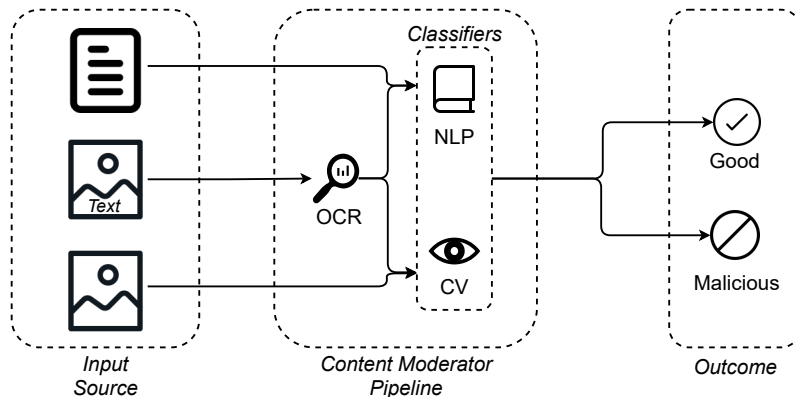 Classifiers
NLP
Text
OCR
CV
Good
Malicious
Input
Source
Content Moderator
Pipeline
Outcome